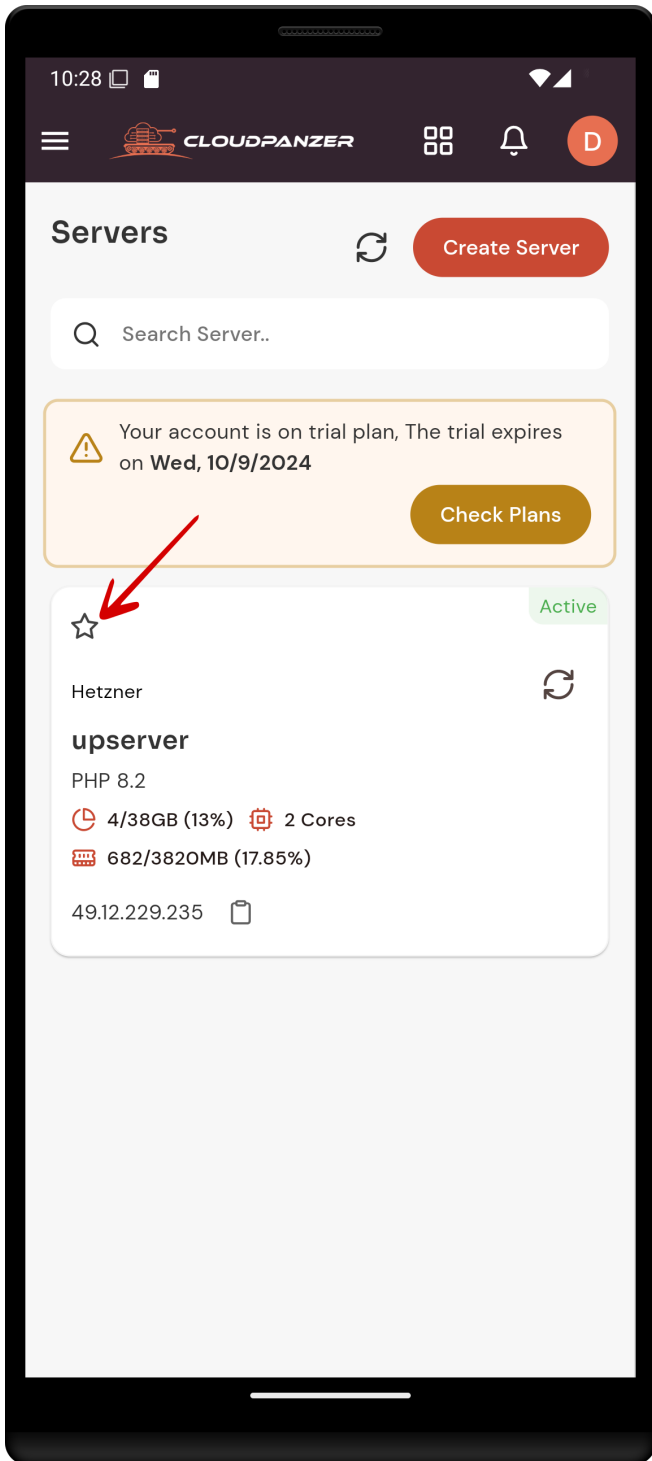 10:28
CLOUDPANZER
D
Servers
Create Server
Search Server..
Your account is on trial plan, The trial expires
on Wed, 10/9/2024
Check Plans
Active
Hetzner
upserver
PHP 8.2
4/38GB (13%) 2 Cores
682/3820MB (17.85%)
49.12.229.235